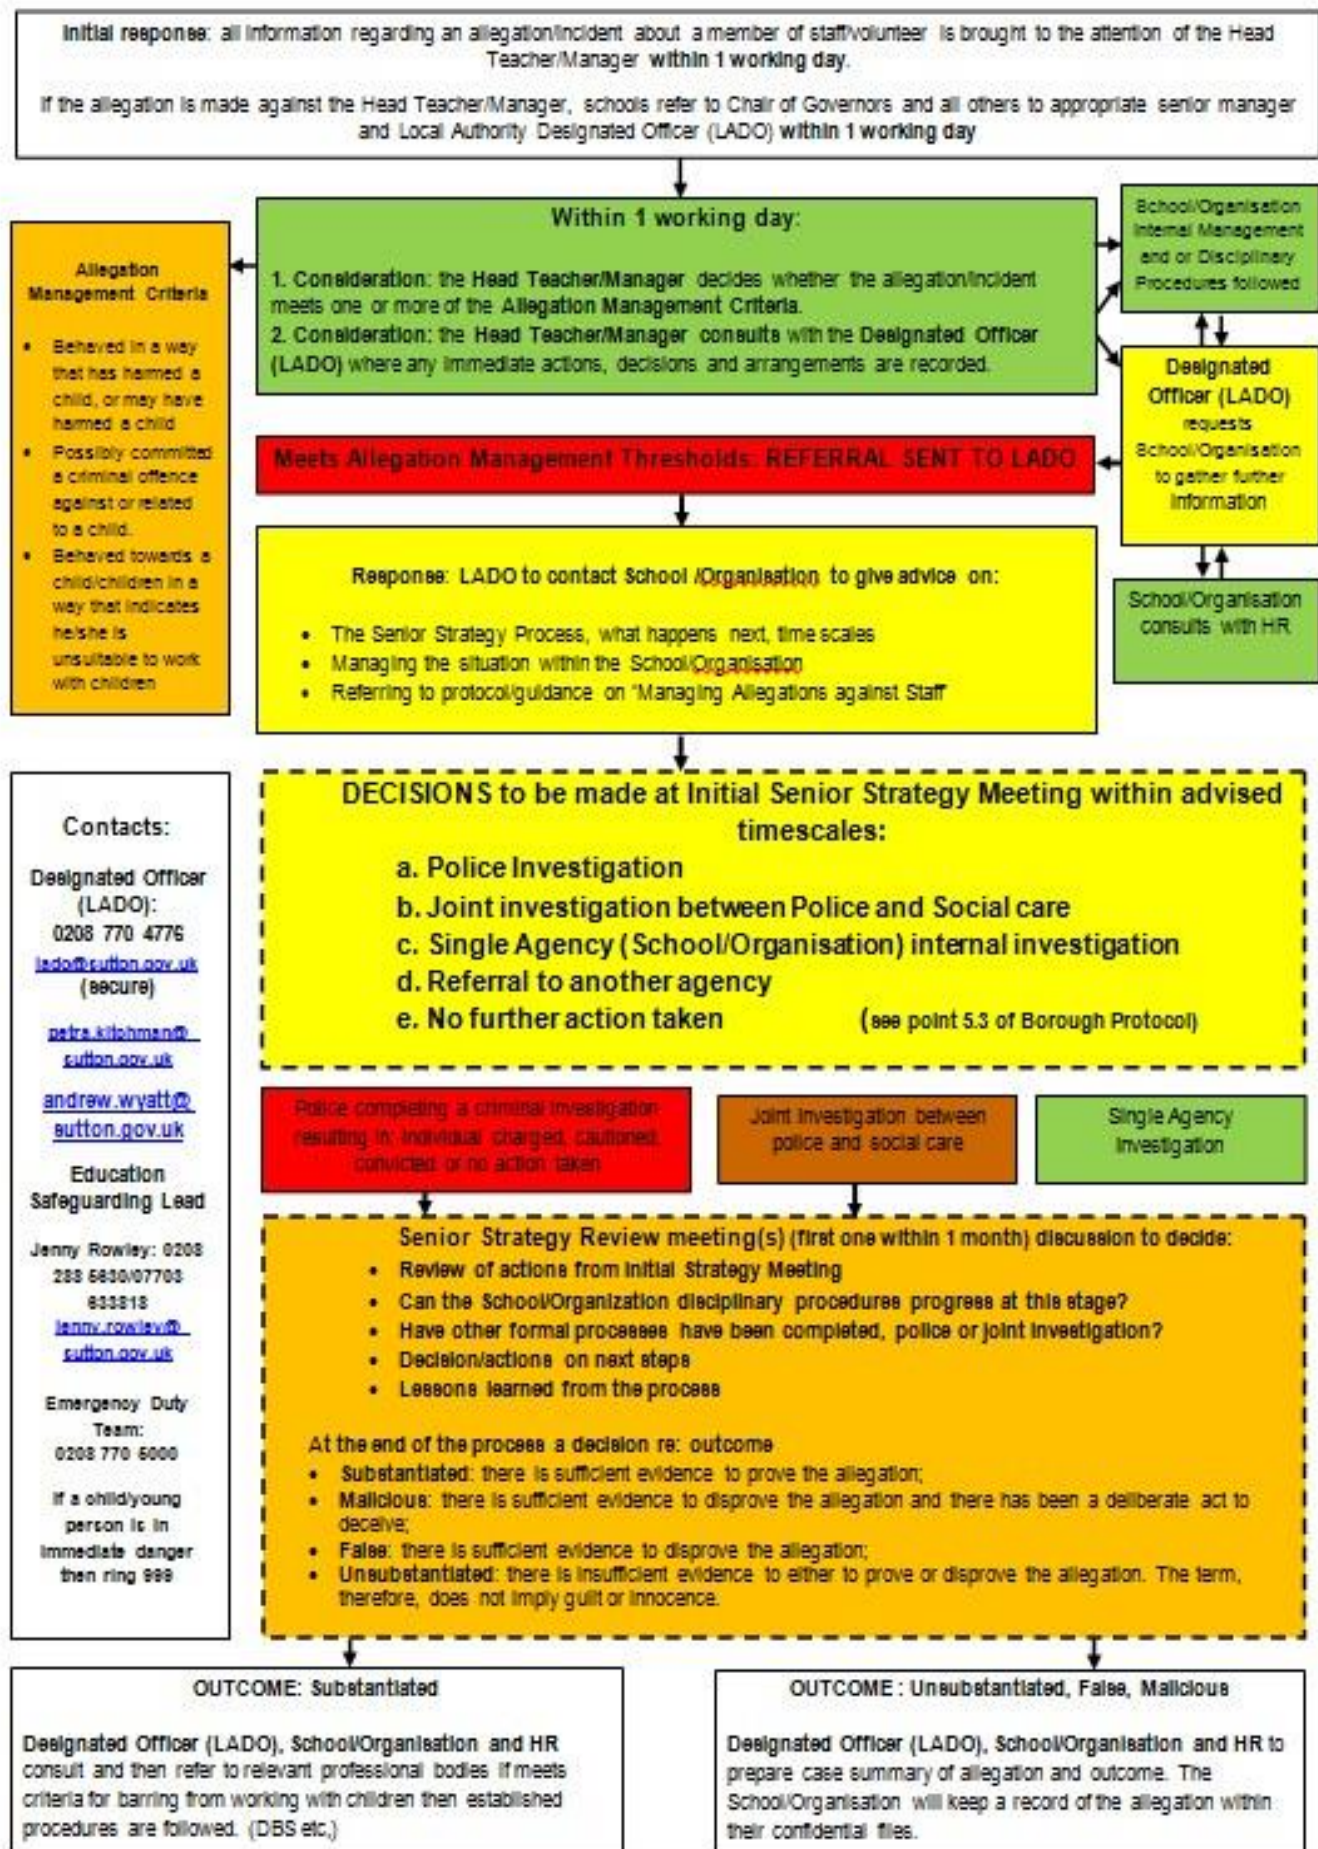 Initial response: all information regarding an allegation/incident about a member of staff/volunteer is brought to the attention of the Head
Teacher/Manager within 1 working day.
If the allegation is made against the Head Teacher/Manager, schools refer to Chair of Governors and all others to appropriate senior manager
and Local Authority Designated Officer (LADO) within 1 working day
Within 1 working day:
1. Consideration: the Head Teacher/Manager decides whether the allegation/incident
meets one or more of the Allegation Management Criteria.
2. Consideration: the Head Teacher/Manager consults with the Designated Officer
(LADO) where any immediate actions, decisions and arrangements are recorded.
School/Organisation
Internal Management
and or Disciplinary
Procedures followed
Allegation
Management Criteria
• Behaved in a way
that has harmed a
child, or may have
harmed a child
• Possibly committed
a criminal offence
against or related
to a child.
• Behaved towards a
child/children in a
way that indicates
he/she is
unsuitable to work
with children
Designated
Officer (LADO)
requests
School/Organisation
to gather further
information
Meets Allegation Management Thresholds: REFERRAL SENT TO LADO
Response: LADO to contact School /Organisation to give advice on:
• The Senior Strategy Process, what happens next, time scales
• Managing the situation within the School/Organisation
• Referring to protocol/guidance on "Managing Allegations against Staff"
School/Organisation
consults with HR
DECISIONS to be made at Initial Senior Strategy Meeting within advised
timescales:
a. Police Investigation
b. Joint investigation between Police and Social care
c. Single Agency (School/Organisation) internal investigation
d. Referral to another agency
e. No further action taken (see point 5.3 of Borough Protocol)
Contacts:
Designated Officer
(LADO):
0208 770 4776
lado@sutton.gov.uk
(secure)
petra.kitchman@
sutton.gov.uk
andrew.wyatt@
sutton.gov.uk
Education
Safeguarding Lead
Jenny Rowley: 0208
288 5630/07703
633818
jenny.rowley@
sutton.gov.uk
Emergency Duty
Team:
0208 770 5000
If a child/young
person is in
immediate danger
then ring 999
Police completing a criminal investigation
resulting in: individual charged, cautioned,
convicted or no action taken
Joint Investigation between
police and social care
Single Agency
Investigation
Senior Strategy Review meeting(s) (first one within 1 month) discussion to decide:
• Review of actions from Initial Strategy Meeting
• Can the School/Organization disciplinary procedures progress at this stage?
• Have other formal processes have been completed, police or joint investigation?
• Decision/actions on next steps
• Lessons learned from the process
At the end of the process a decision re: outcome
• Substantiated: there is sufficient evidence to prove the allegation;
• Malicious: there is sufficient evidence to disprove the allegation and there has been a deliberate act to
deceive;
• False: there is sufficient evidence to disprove the allegation;
• Unsubstantiated: there is insufficient evidence to either to prove or disprove the allegation. The term,
therefore, does not imply guilt or innocence.
OUTCOME: Substantiated
Designated Officer (LADO), School/Organisation and HR
consult and then refer to relevant professional bodies if meets
criteria for barring from working with children then established
procedures are followed. (DBS etc,)
OUTCOME : Unsubstantiated, False, Malicious
Designated Officer (LADO), School/Organisation and HR to
prepare case summary of allegation and outcome. The
School/Organisation will keep a record of the allegation within
their confidential files.